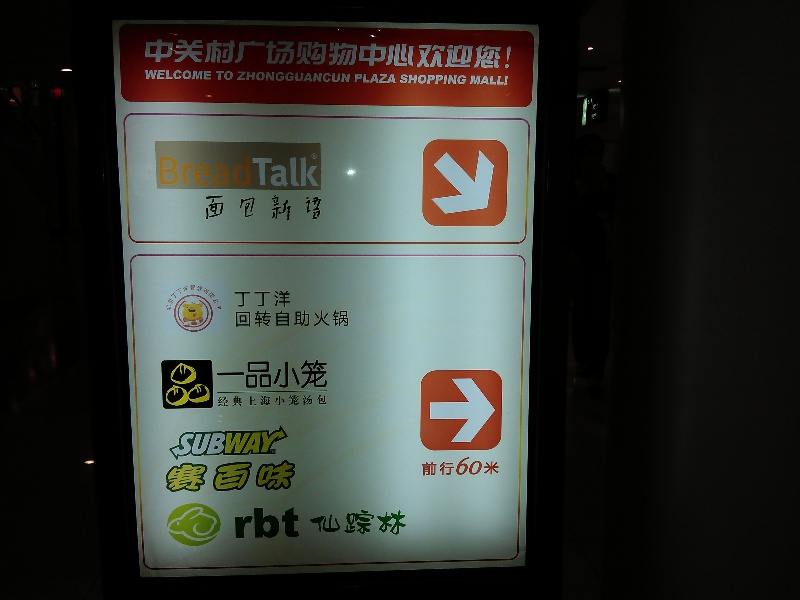 中关村广场购物中心欢迎您!
WELCOME TO ZHONGGUANCUN PLAZA SHOPPING MALL!
BreadTalk®
面包新语
丁丁洋
回转自助火锅
一品小笼
经典上海小笼汤包
SUBWAY
赛百味
前行60米
rbt 仙踪林